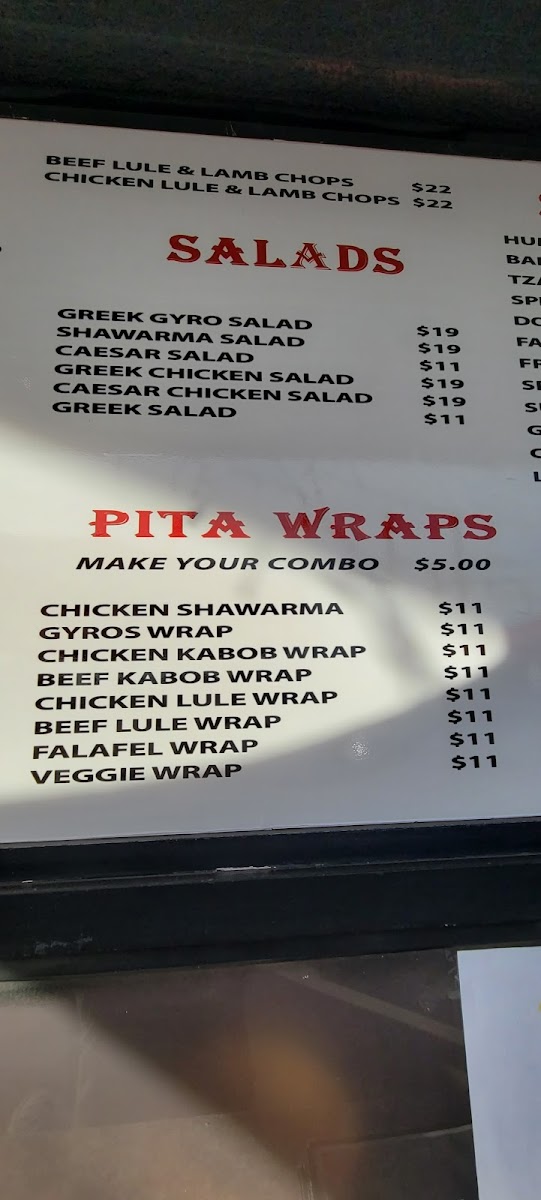 BEEF LULE & LAMB CHOPS $22
CHICKEN LULE & LAMB CHOPS $22
SALADS
GREEK GYRO SALAD $19
SHAWARMA SALAD $19
CAESAR SALAD $11
GREEK CHICKEN SALAD $19
CAESAR CHICKEN SALAD $19
GREEK SALAD $11
PITA WRAPS
MAKE YOUR COMBO $5.00
CHICKEN SHAWARMA $11
GYROS WRAP $11
CHICKEN KABOB WRAP $11
BEEF KABOB WRAP $11
CHICKEN LULE WRAP $11
BEEF LULE WRAP $11
FALAFEL WRAP $11
VEGGIE WRAP $11